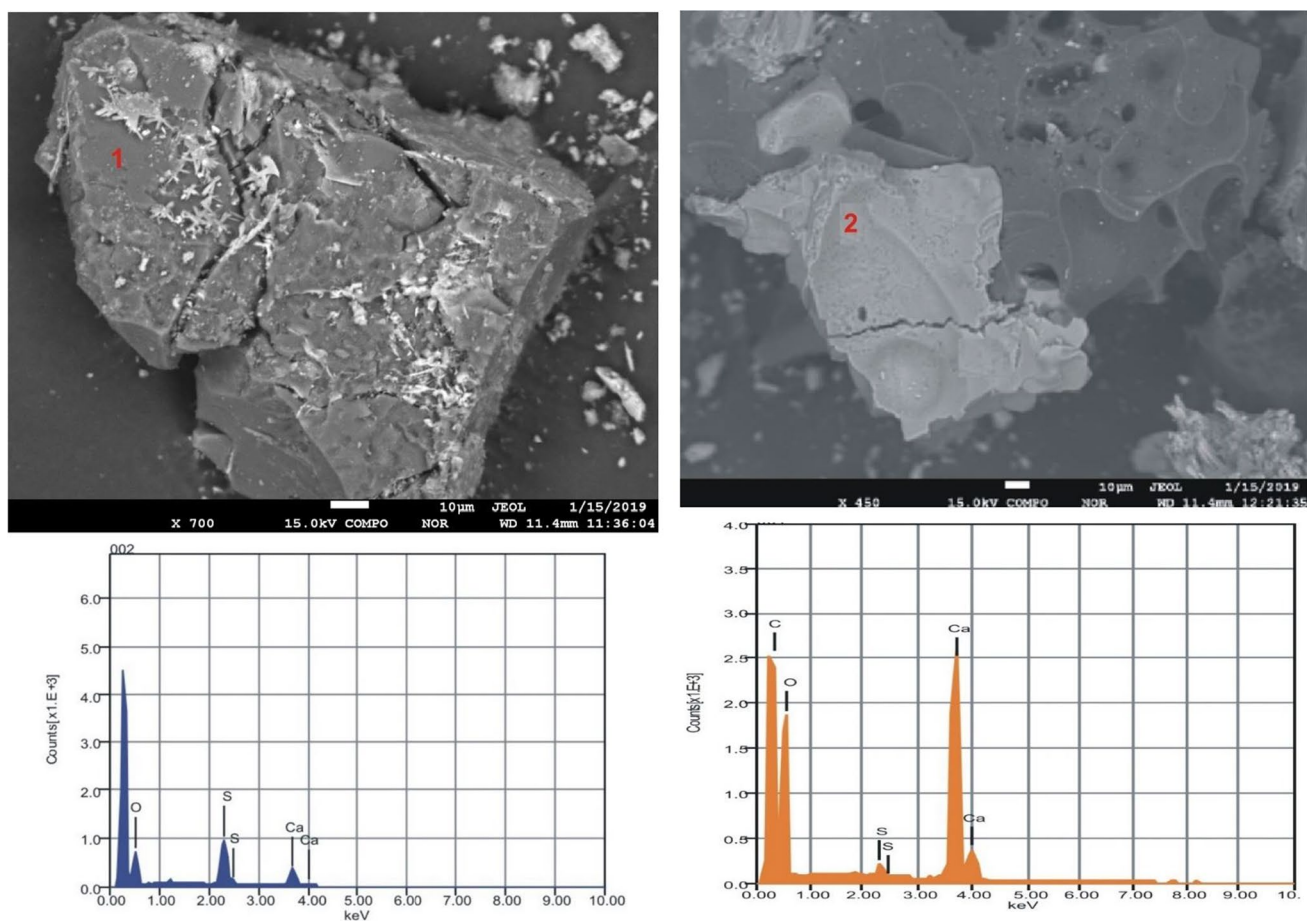 1
10µm JEOL 1/15/2019
X 700 15.0kV COMPO NOR WD 11.4mm 11:36:04
2
10µm JEOL 1/15/2019
X 450 15.0kV COMPO NOR WD 11.4mm 12:21:35
002
6.0
5.0
4.0
3.0
2.0
1.0
0.0
Counts[x1.E+3]
O
S
S
Ca
Ca
0.00 1.00 2.00 3.00 4.00 5.00 6.00 7.00 8.00 9.00 10.00
keV
4.0
3.5
3.0
2.5
2.0
1.5
1.0
0.5
0.0
Counts[x1.E+3]
C
O
S
S
Ca
Ca
0.00 1.00 2.00 3.00 4.00 5.00 6.00 7.00 8.00 9.00 10.
keV